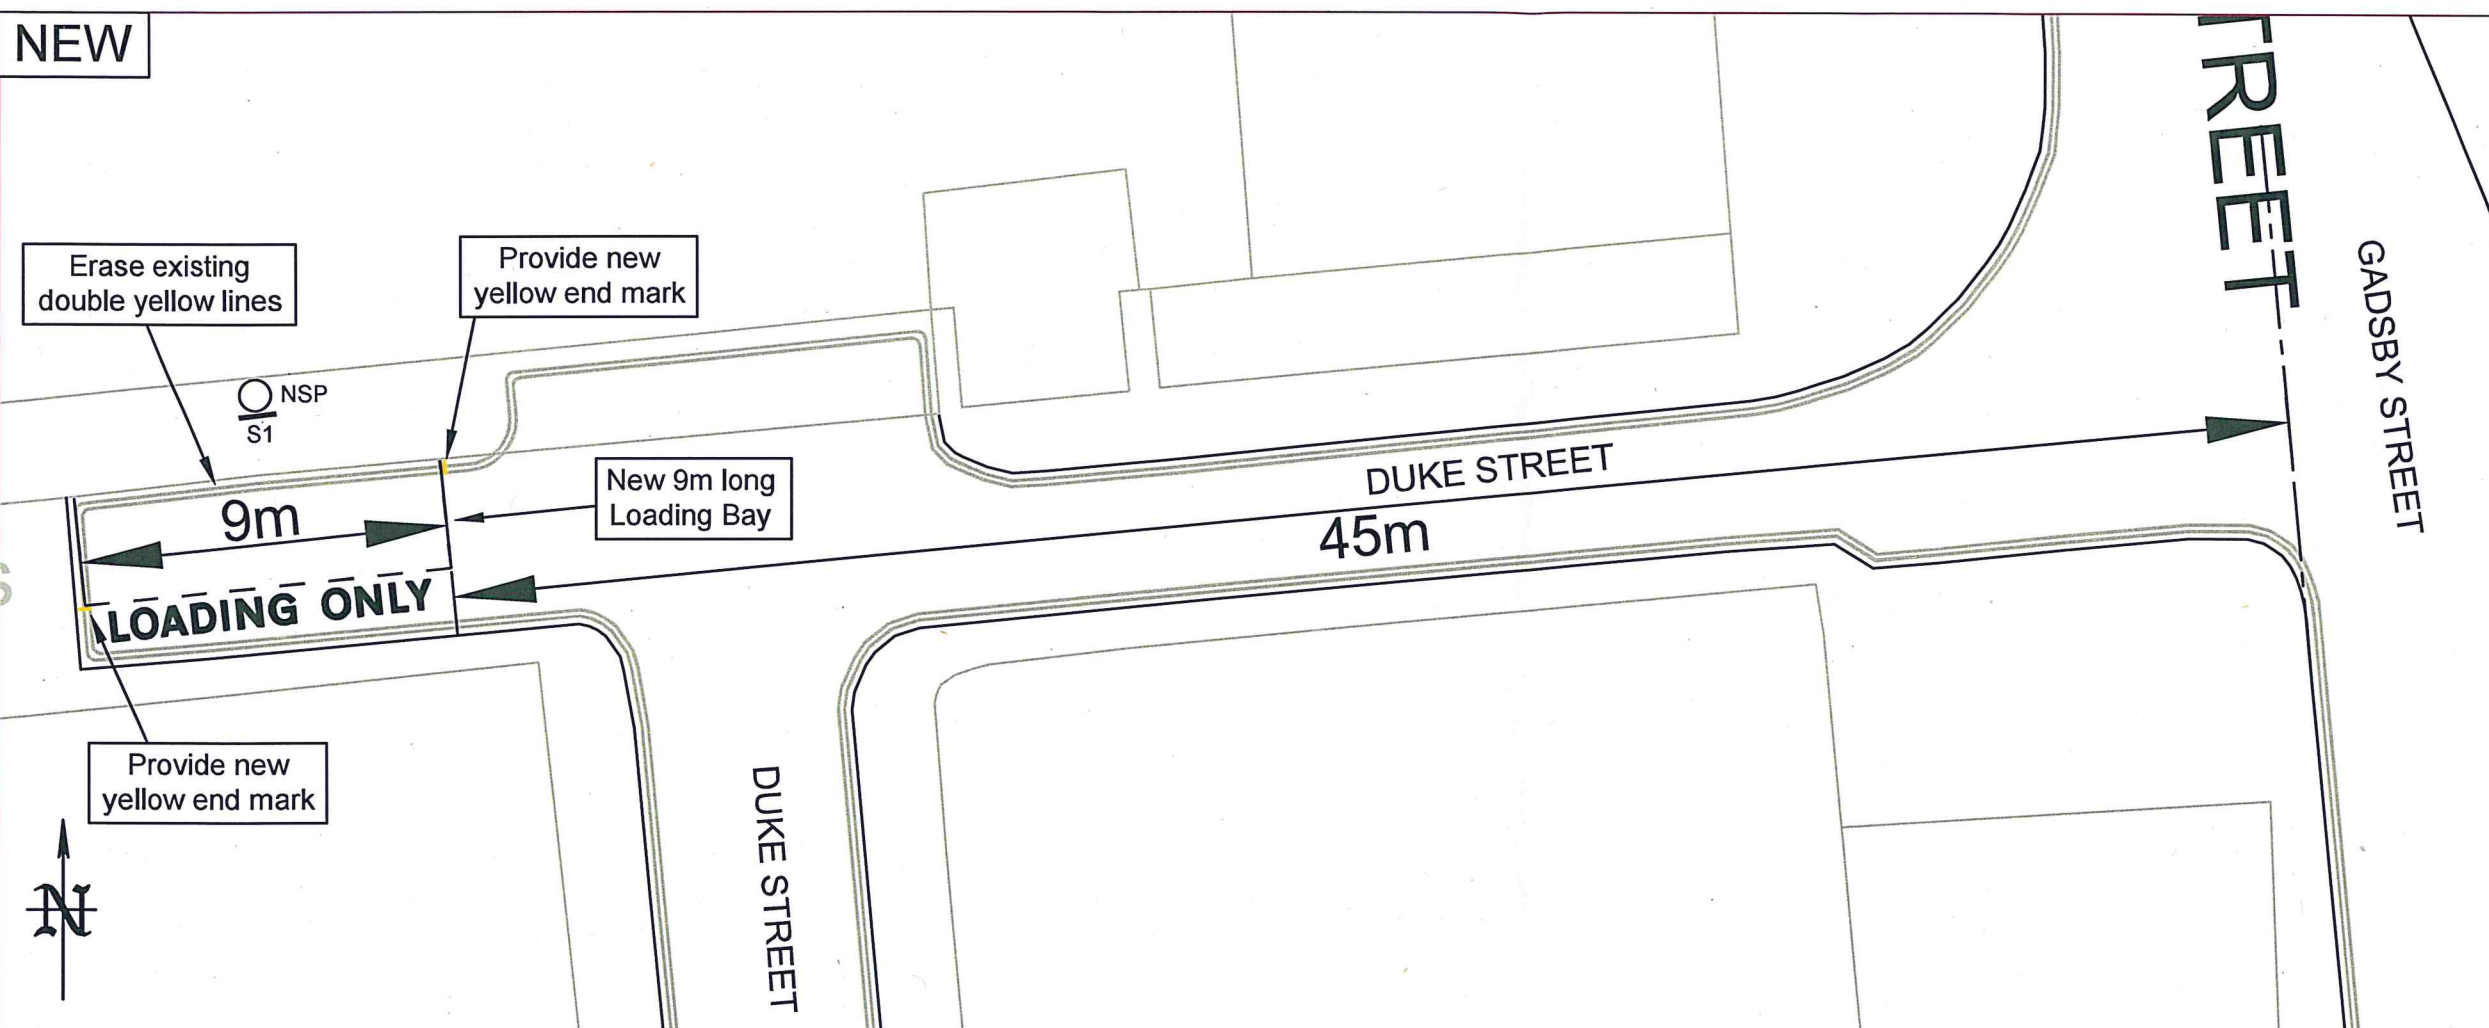 NEW
TREET
Erase existing
double yellow lines
Provide new
yellow end mark
GADSBY STREET
NSP
S1
New 9m long
Loading Bay
DUKE STREET
9m
45m
LOADING ONLY
Provide new
yellow end mark
DUKE STREET
N